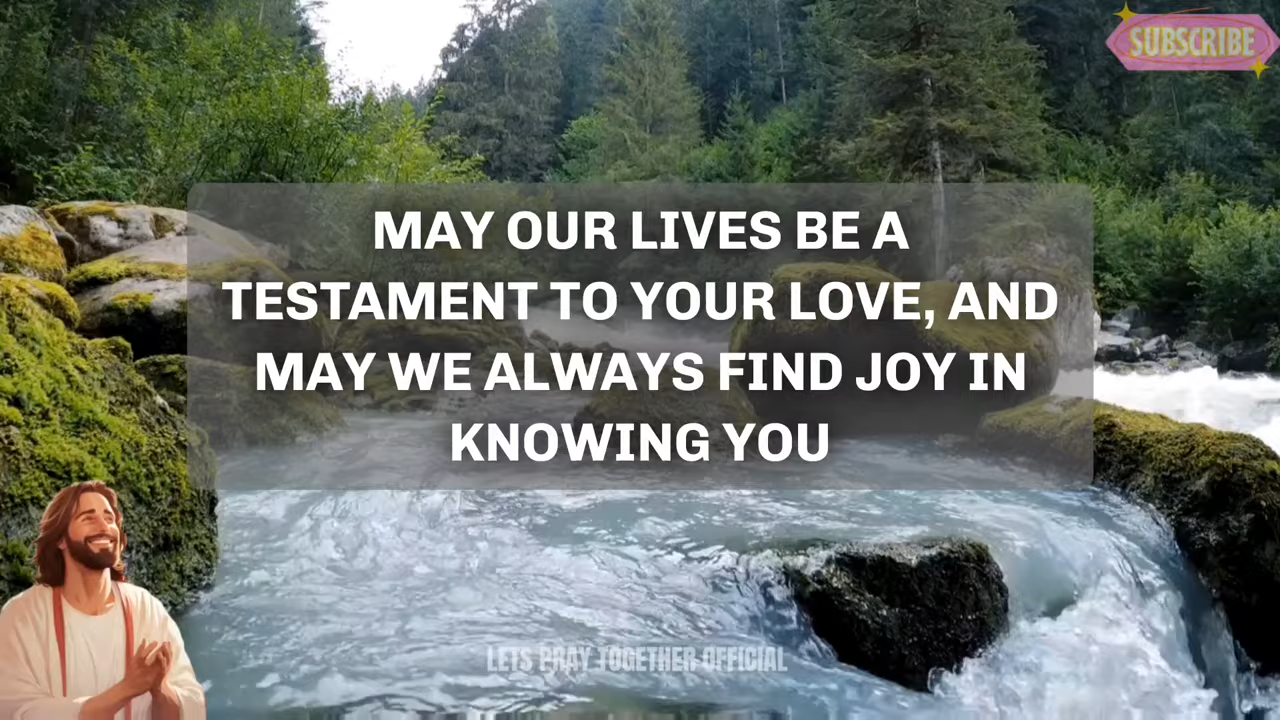 SUBSCRIBE
MAY OUR LIVES BE A
TESTAMENT TO YOUR LOVE, AND
MAY WE ALWAYS FIND JOY IN
KNOWING YOU
LETS PRAY TOGETHER OFFICIAL